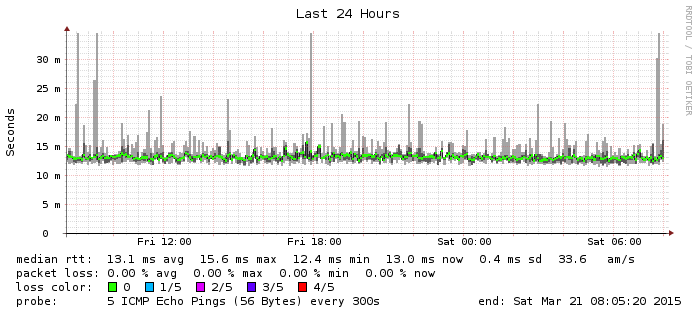 Last 24 Hours
RRDTOOL / TOBI OETIKER
Seconds
30 m
25 m
20 m
15 m
10 m
5 m
0
Fri 12:00 Fri 18:00 Sat 00:00 Sat 06:00
median rtt: 13.1 ms avg 15.6 ms max 12.4 ms min 13.0 ms now 0.4 ms sd 33.6 am/s
packet loss: 0.00 % avg 0.00 % max 0.00 % min 0.00 % now
loss color: 0 1/5 2/5 3/5 4/5
probe: 5 ICMP Echo Pings (56 Bytes) every 300s end: Sat Mar 21 08:05:20 2015